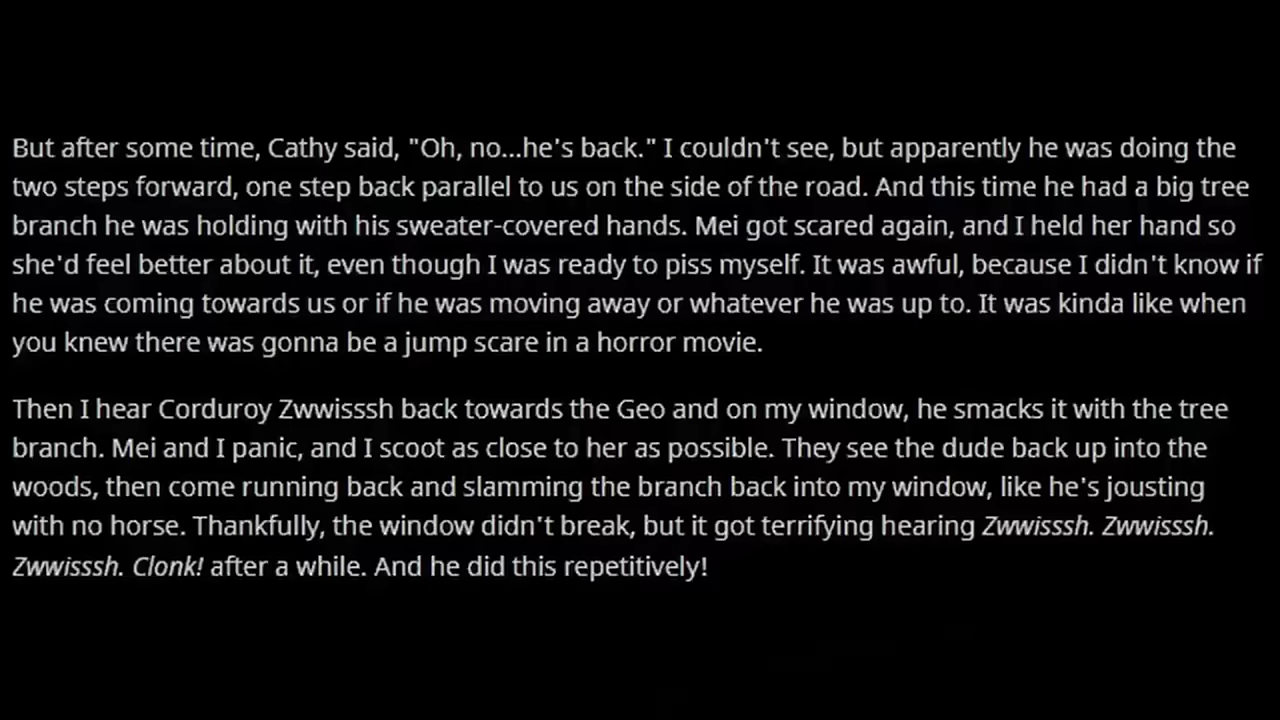 But after some time, Cathy said, "Oh, no...he's back." I couldn't see, but apparently he was doing the
two steps forward, one step back parallel to us on the side of the road. And this time he had a big tree
branch he was holding with his sweater-covered hands. Mei got scared again, and I held her hand so
she'd feel better about it, even though I was ready to piss myself. It was awful, because I didn't know if
he was coming towards us or if he was moving away or whatever he was up to. It was kinda like when
you knew there was gonna be a jump scare in a horror movie.
Then I hear Corduroy Zwwisssh back towards the Geo and on my window, he smacks it with the tree
branch. Mei and I panic, and I scoot as close to her as possible. They see the dude back up into the
woods, then come running back and slamming the branch back into my window, like he's jousting
with no horse. Thankfully, the window didn't break, but it got terrifying hearing Zwwisssh. Zwwisssh.
Zwwisssh. Clonk! after a while. And he did this repetitively!